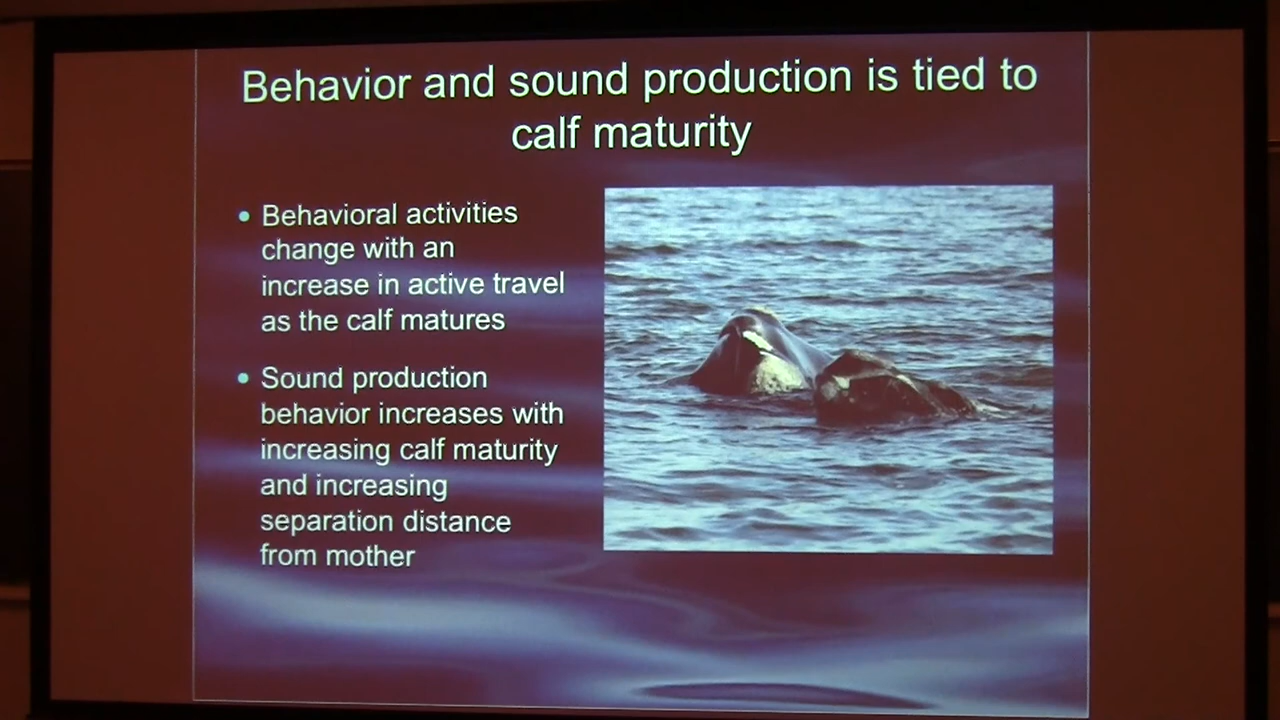 Behavior and sound production is tied to
calf maturity
• Behavioral activities
change with an
increase in active travel
as the calf matures
• Sound production
behavior increases with
increasing calf maturity
and increasing
separation distance
from mother